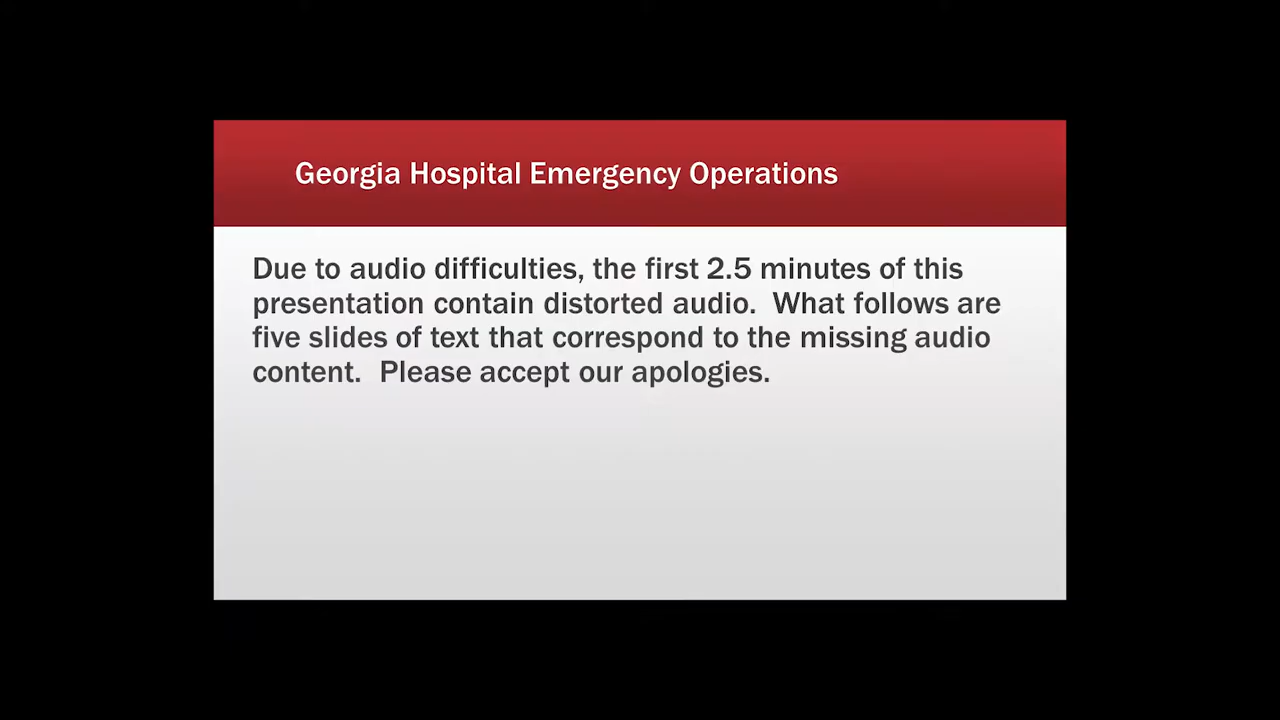 Georgia Hospital Emergency Operations
Due to audio difficulties, the first 2.5 minutes of this
presentation contain distorted audio.  What follows are
five slides of text that correspond to the missing audio
content.  Please accept our apologies.